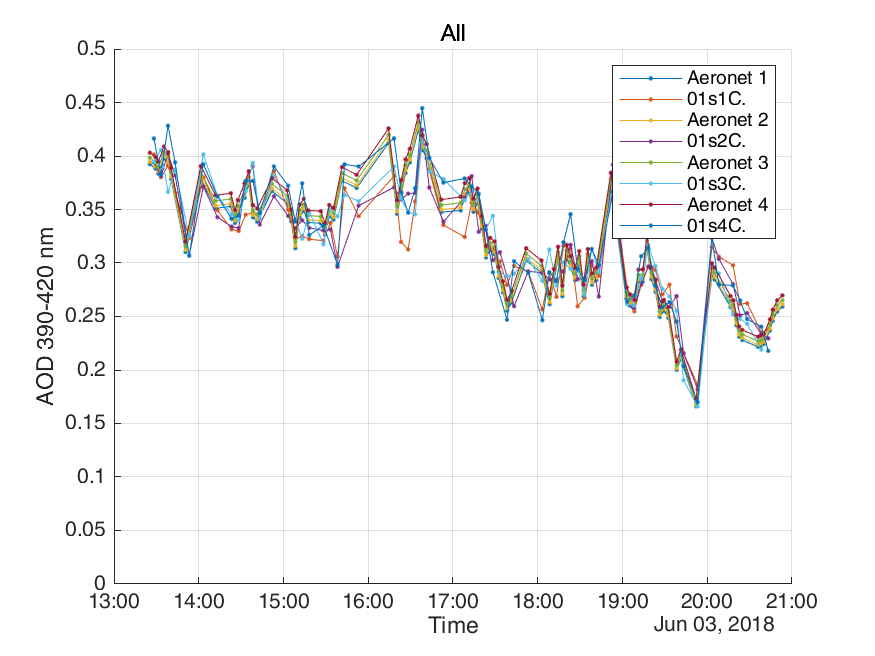 All
0.5
0.45
0.4
0.35
0.3
0.25
0.2
0.15
0.1
0.05
0
AOD 390-420 nm
Aeronet 1
01s1C.
Aeronet 2
01s2C.
Aeronet 3
01s3C.
Aeronet 4
01s4C.
13:00 14:00 15:00 16:00 17:00 18:00 19:00 20:00 21:00
Time
Jun 03, 2018